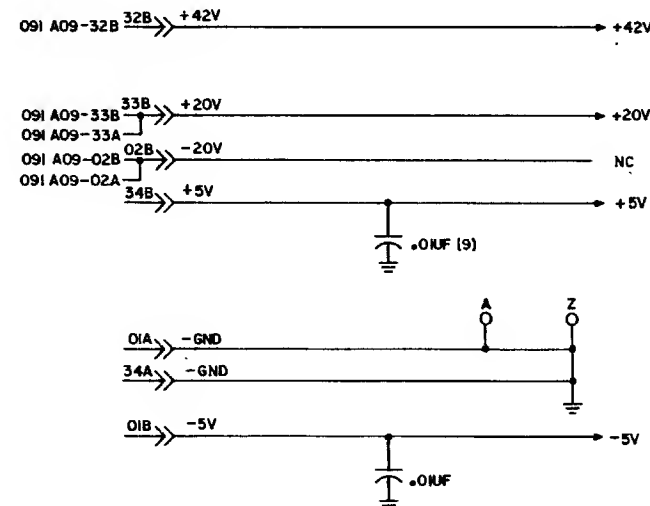 091 A09-32B 32B +42V +42V
091 A09-33B 33B +20V +20V
091 A09-33A
091 A09-02B 02B -20V NC
091 A09-02A
34B +5V +5V
.01UF (9)
A Z
01A -GND
34A -GND
01B -5V -5V
.01UF